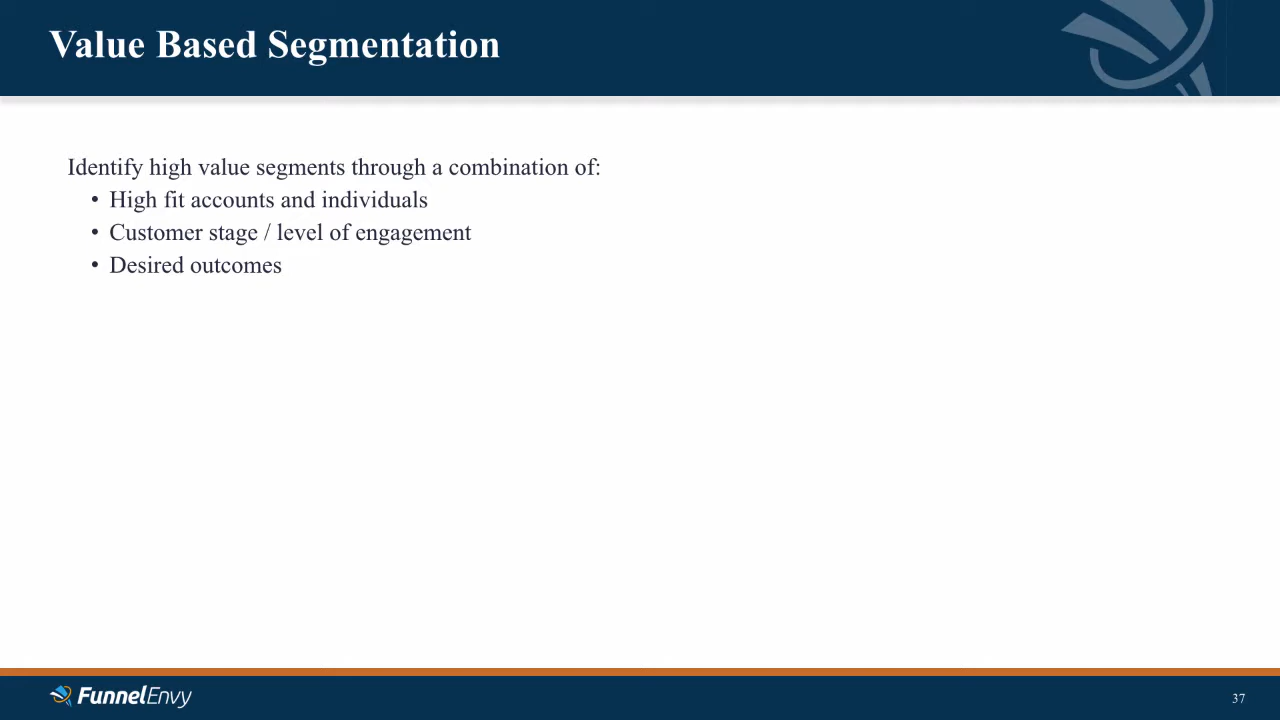 Value Based Segmentation
Identify high value segments through a combination of:
• High fit accounts and individuals
• Customer stage / level of engagement
• Desired outcomes
FunnelEnvy
37